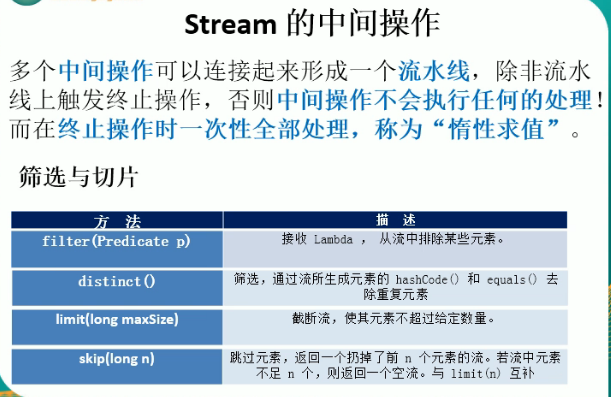 Stream 的中间操作
多个中间操作可以连接起来形成一个流水线，除非流水
线上触发终止操作，否则中间操作不会执行任何的处理！
而在终止操作时一次性全部处理，称为“惰性求值”。
筛选与切片
方 法 描 述
filter(Predicate p) 接收 Lambda ， 从流中排除某些元素。
distinct() 筛选，通过流所生成元素的 hashCode() 和 equals() 去
除重复元素
limit(long maxSize) 截断流，使其元素不超过给定数量。
skip(long n) 跳过元素，返回一个扔掉了前 n 个元素的流。若流中元素
不足 n 个，则返回一个空流。与 limit(n) 互补